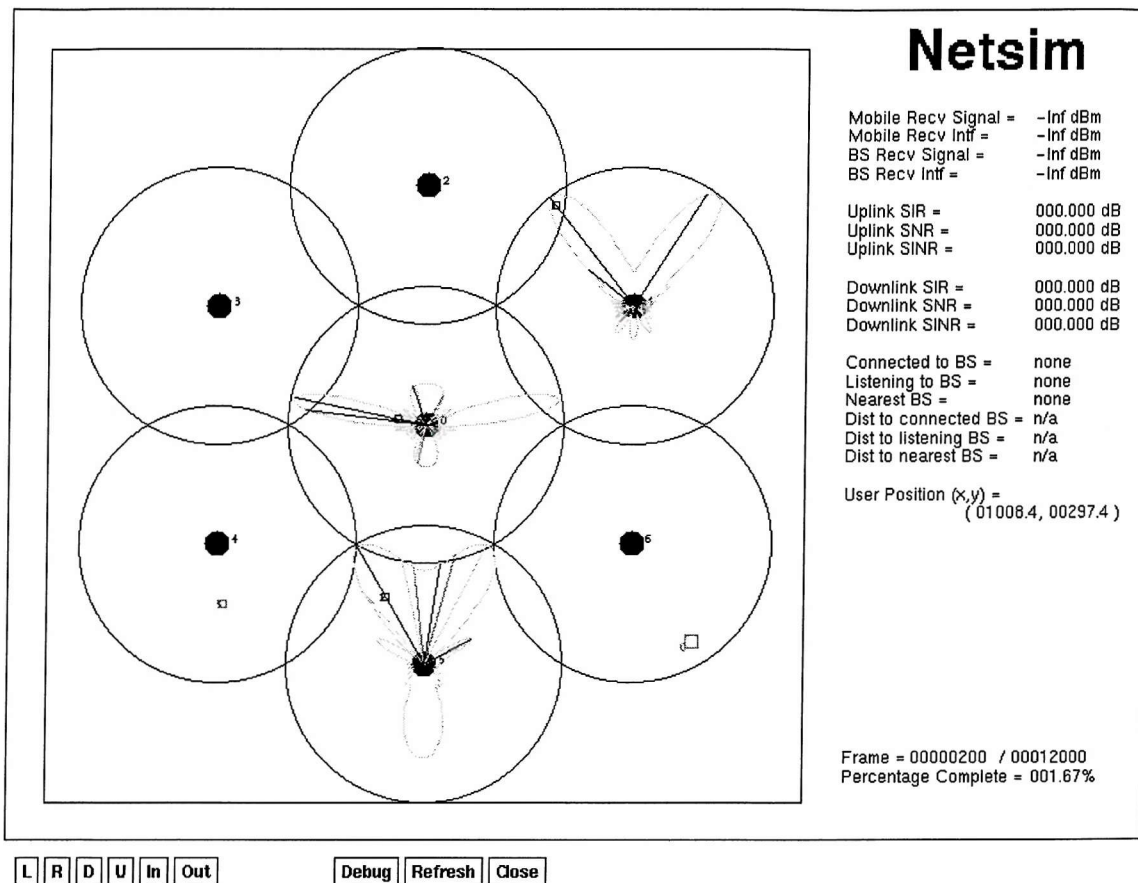 Netsim
Mobile Recv Signal = -Inf dBm
Mobile Recv Intf = -Inf dBm
BS Recv Signal = -Inf dBm
BS Recv Intf = -Inf dBm
Uplink SIR = 000.000 dB
Uplink SNR = 000.000 dB
Uplink SINR = 000.000 dB
Downlink SIR = 000.000 dB
Downlink SNR = 000.000 dB
Downlink SINR = 000.000 dB
Connected to BS = none
Listening to BS = none
Nearest BS = none
Dist to connected BS = n/a
Dist to listening BS = n/a
Dist to nearest BS = n/a
User Position (x,y) =
( 01008.4, 00297.4 )
Frame = 00000200 / 00012000
Percentage Complete = 001.67%
2
3
0
4
6
5
L R D U In Out Debug Refresh Close